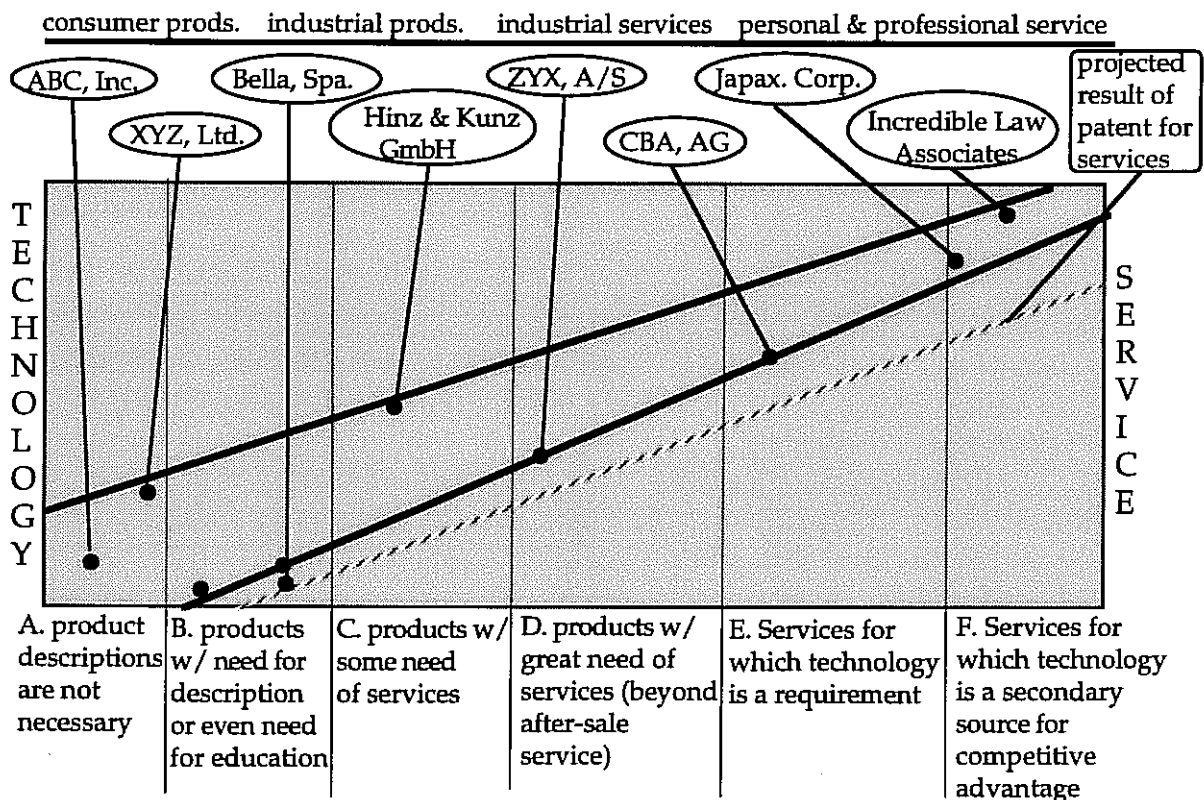 consumer prods. industrial prods. industrial services personal & professional service
ABC, Inc.
Bella, Spa.
ZYX, A/S
Japax. Corp.
projected
result of
patent for
services
XYZ, Ltd.
Hinz & Kunz
GmbH
CBA, AG
Incredible Law
Associates
TECHNOLOGY
SERVICE
A. product
descriptions
are not
necessary
B. products
w/ need for
description
or even need
for education
C. products w/
some need
of services
D. products w/
great need of
services (beyond
after-sale
service)
E. Services for
which technology
is a requirement
F. Services for
which technology
is a secondary
source for
competitive
advantage